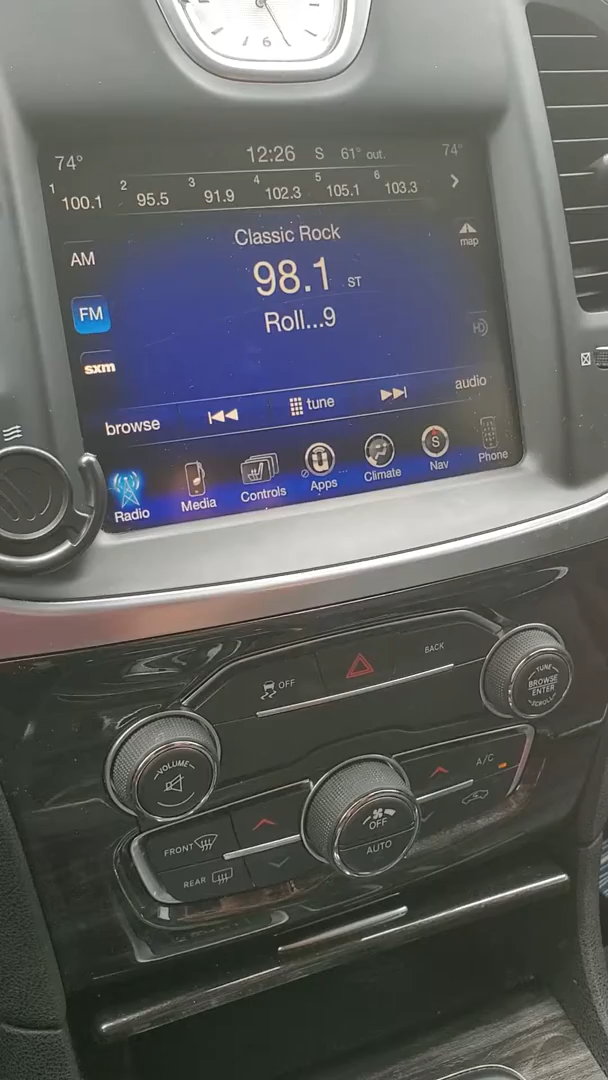 6
74° 12:26 S 61° out. 74°
1 100.1 2 95.5 3 91.9 4 102.3 5 105.1 6 103.3
Classic Rock
map
AM
98.1 ST
FM
Roll...9
HD
sxm
browse tune audio
Radio Media Controls Apps Climate S Nav Phone
OFF BACK
TUNE
BROWSE
ENTER
SCROLL
VOLUME
A/C
OFF
AUTO
FRONT
REAR